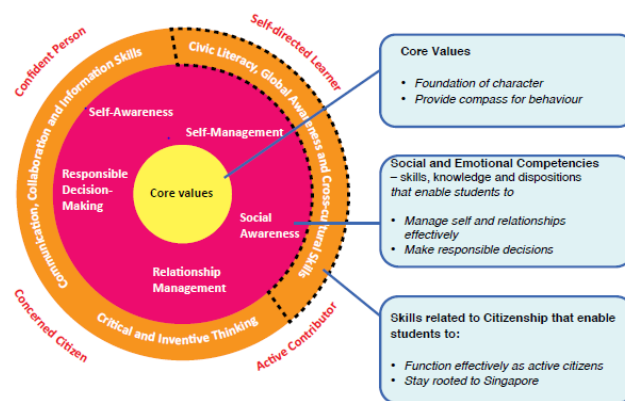 Confident Person
Self-directed Learner
Communication, Collaboration and Information Skills
Civic Literacy, Global Awareness and Cross-cultural Skills
Self-Awareness
Self-Management
Responsible
Decision-
Making
Core values
Social
Awareness
Relationship
Management
Critical and Inventive Thinking
Concerned Citizen
Active Contributor
Core Values
• Foundation of character
• Provide compass for behaviour
Social and Emotional Competencies
– skills, knowledge and dispositions
that enable students to
• Manage self and relationships
effectively
• Make responsible decisions
Skills related to Citizenship that enable
students to:
• Function effectively as active citizens
• Stay rooted to Singapore